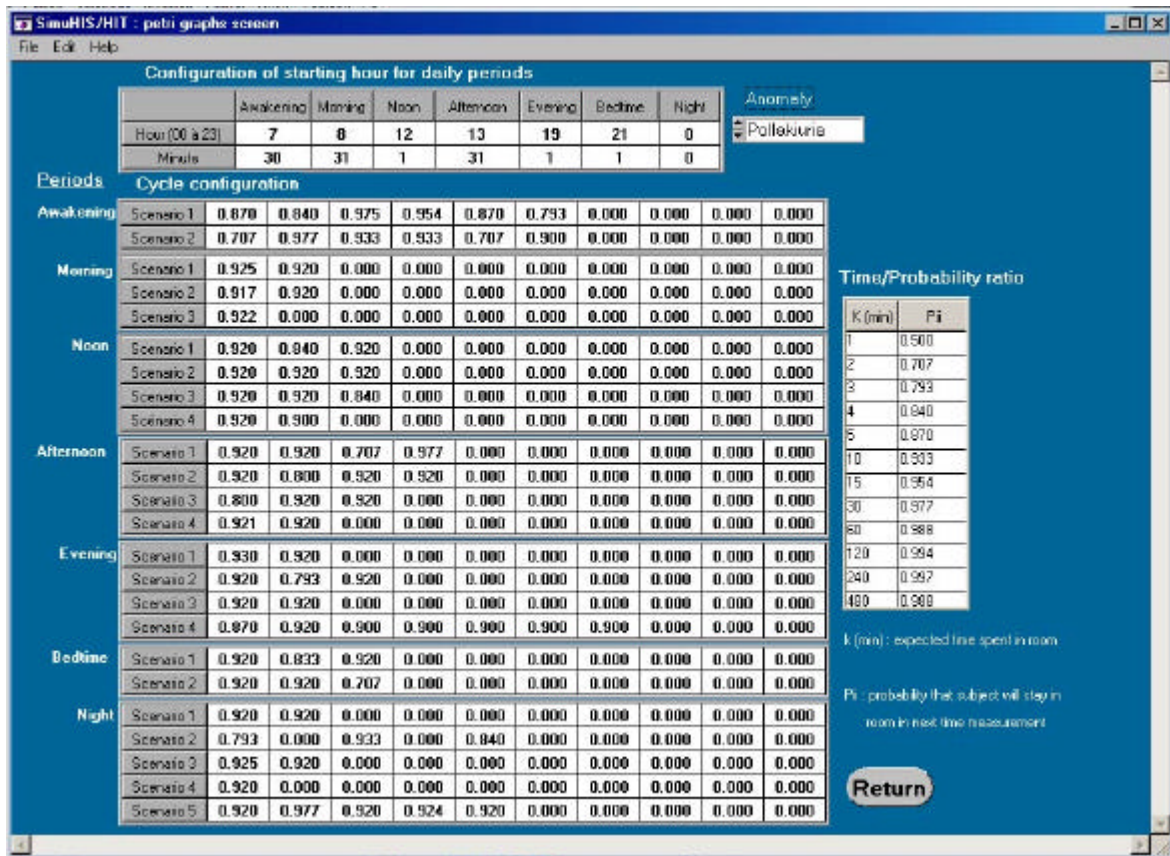 SimuHIS/HIT : petri graphs screen
File Edit Help
Configuration of starting hour for daily periods
Awakening Morning Noon Afternoon Evening Bedtime Night
Hour (00 à 23) 7 8 12 13 19 21 0
Minute 30 31 1 31 1 1 0
Anomaly
Pollakiuria
Periods Cycle configuration
Awakening Scenario 1 0.870 0.840 0.975 0.954 0.870 0.793 0.000 0.000 0.000 0.000
Scenario 2 0.707 0.977 0.933 0.933 0.707 0.900 0.000 0.000 0.000 0.000
Morning Scenario 1 0.925 0.920 0.000 0.000 0.000 0.000 0.000 0.000 0.000 0.000
Scenario 2 0.917 0.920 0.000 0.000 0.000 0.000 0.000 0.000 0.000 0.000
Scenario 3 0.922 0.000 0.000 0.000 0.000 0.000 0.000 0.000 0.000 0.000
Noon Scenario 1 0.920 0.840 0.920 0.000 0.000 0.000 0.000 0.000 0.000 0.000
Scenario 2 0.920 0.920 0.920 0.000 0.000 0.000 0.000 0.000 0.000 0.000
Scenario 3 0.920 0.920 0.840 0.000 0.000 0.000 0.000 0.000 0.000 0.000
Scenario 4 0.920 0.900 0.000 0.000 0.000 0.000 0.000 0.000 0.000 0.000
Afternoon Scenario 1 0.920 0.920 0.707 0.977 0.000 0.000 0.000 0.000 0.000 0.000
Scenario 2 0.920 0.800 0.920 0.920 0.000 0.000 0.000 0.000 0.000 0.000
Scenario 3 0.800 0.920 0.920 0.000 0.000 0.000 0.000 0.000 0.000 0.000
Scenario 4 0.921 0.920 0.000 0.000 0.000 0.000 0.000 0.000 0.000 0.000
Evening Scenario 1 0.930 0.920 0.000 0.000 0.000 0.000 0.000 0.000 0.000 0.000
Scenario 2 0.920 0.793 0.920 0.000 0.000 0.000 0.000 0.000 0.000 0.000
Scenario 3 0.920 0.920 0.000 0.000 0.000 0.000 0.000 0.000 0.000 0.000
Scenario 4 0.870 0.920 0.900 0.900 0.900 0.900 0.900 0.000 0.000 0.000
Bedtime Scenario 1 0.920 0.833 0.920 0.000 0.000 0.000 0.000 0.000 0.000 0.000
Scenario 2 0.920 0.920 0.707 0.000 0.000 0.000 0.000 0.000 0.000 0.000
Night Scenario 1 0.920 0.920 0.000 0.000 0.000 0.000 0.000 0.000 0.000 0.000
Scenario 2 0.793 0.000 0.933 0.000 0.840 0.000 0.000 0.000 0.000 0.000
Scenario 3 0.925 0.920 0.000 0.000 0.000 0.000 0.000 0.000 0.000 0.000
Scenario 4 0.920 0.000 0.000 0.000 0.000 0.000 0.000 0.000 0.000 0.000
Scenario 5 0.920 0.977 0.920 0.924 0.920 0.000 0.000 0.000 0.000 0.000
Time/Probability ratio
K (min) Pii
1 0.500
2 0.707
3 0.793
4 0.840
5 0.870
10 0.933
15 0.954
30 0.977
60 0.988
120 0.994
240 0.997
480 0.988
k (min) : expected time spent in room
Pii : probability that subject will stay in
room in next time measurement
Return